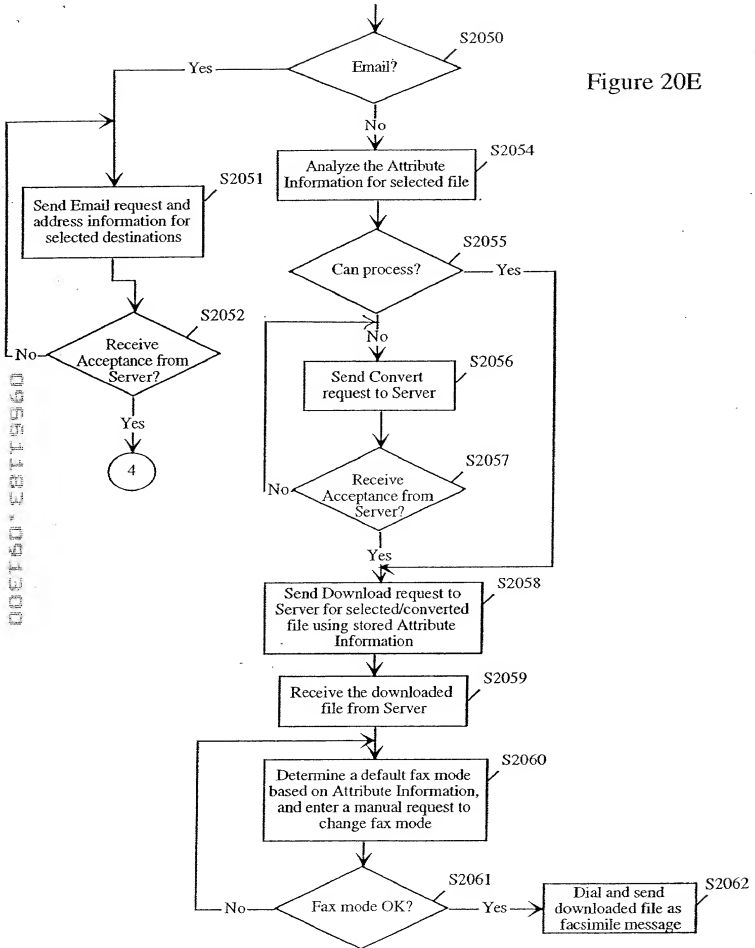 Figure 20E
S2050
Email?
Yes
No
S2054
Analyze the Attribute
Information for selected file
S2051
Send Email request and
address information for
selected destinations
S2055
Can process?
Yes
No
S2052
Receive
Acceptance from
Server?
No
Yes
4
S2056
Send Convert
request to Server
S2057
Receive
Acceptance from
Server?
No
Yes
S2058
Send Download request to
Server for selected/converted
file using stored Attribute
Information
S2059
Receive the downloaded
file from Server
S2060
Determine a default fax mode
based on Attribute Information,
and enter a manual request to
change fax mode
S2061
Fax mode OK?
No
Yes
S2062
Dial and send
downloaded file as
facsimile message
09661183.091300